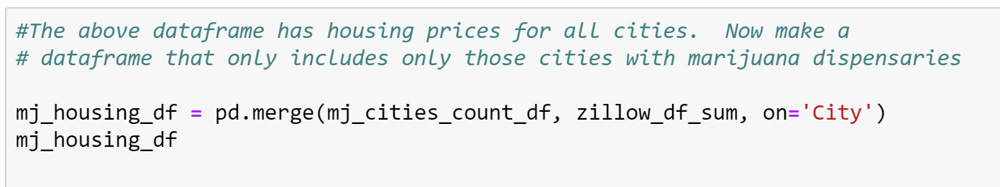 #The above dataframe has housing prices for all cities.  Now make a
# dataframe that only includes only those cities with marijuana dispensaries
mj_housing_df = pd.merge(mj_cities_count_df, zillow_df_sum, on='City')
mj_housing_df